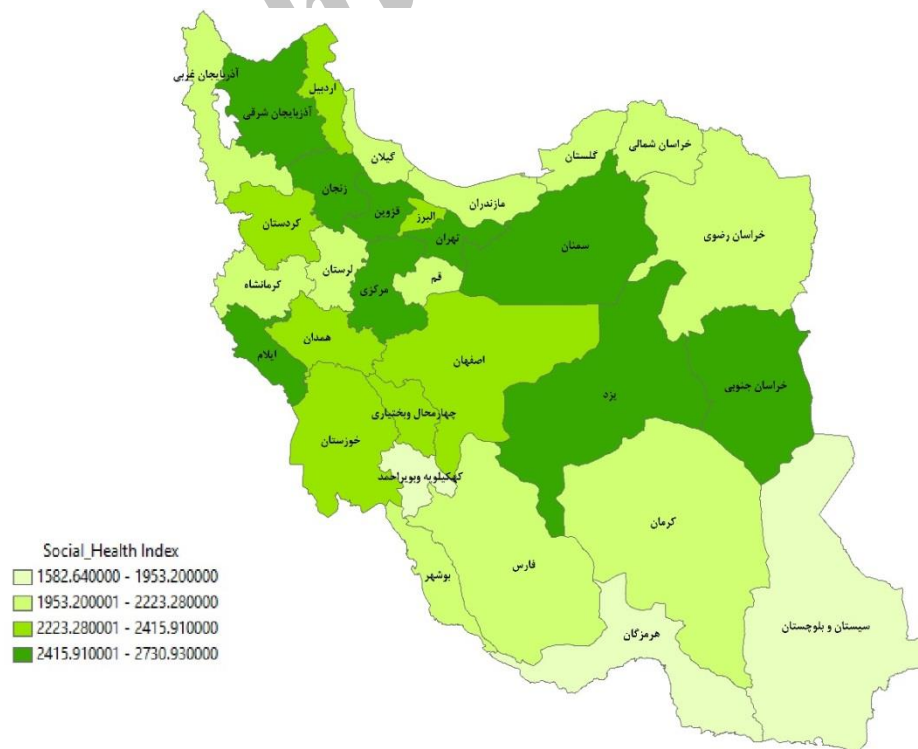 آذربایجان غربی
آذربایجان شرقی
اردبیل
گیلان
زنجان
قزوین
البرز
تهران
مازندران
گلستان
خراسان شمالی
خراسان رضوی
سمنان
کردستان
کرمانشاه
لرستان
مرکزی
قم
ایلام
همدان
اصفهان
یزد
خراسان جنوبی
خوزستان
چهارمحال وبختیاری
کهکیلویه وبویراحمد
بوشهر
فارس
کرمان
هرمزگان
سیستان و بلوچستان
Social_Health Index
1582.640000 - 1953.200000
1953.200001 - 2223.280000
2223.280001 - 2415.910000
2415.910001 - 2730.930000